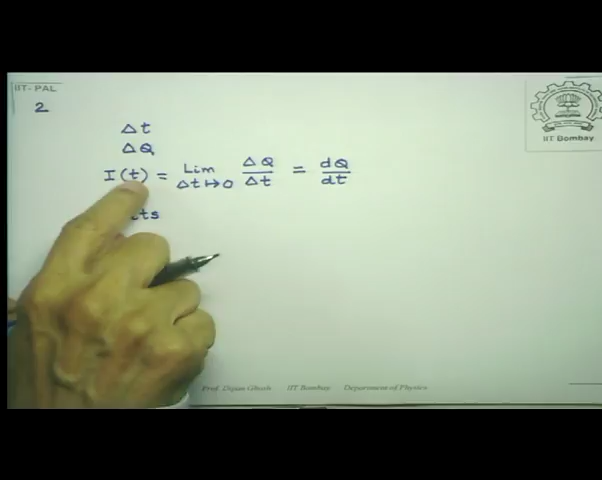 IIT- PAL
2
Δt
ΔQ
I(t) = Lim Δt↦0 ΔQ/Δt = dQ/dt
IIT Bombay
Prof. Dipan Ghosh IIT Bombay Department of Physics